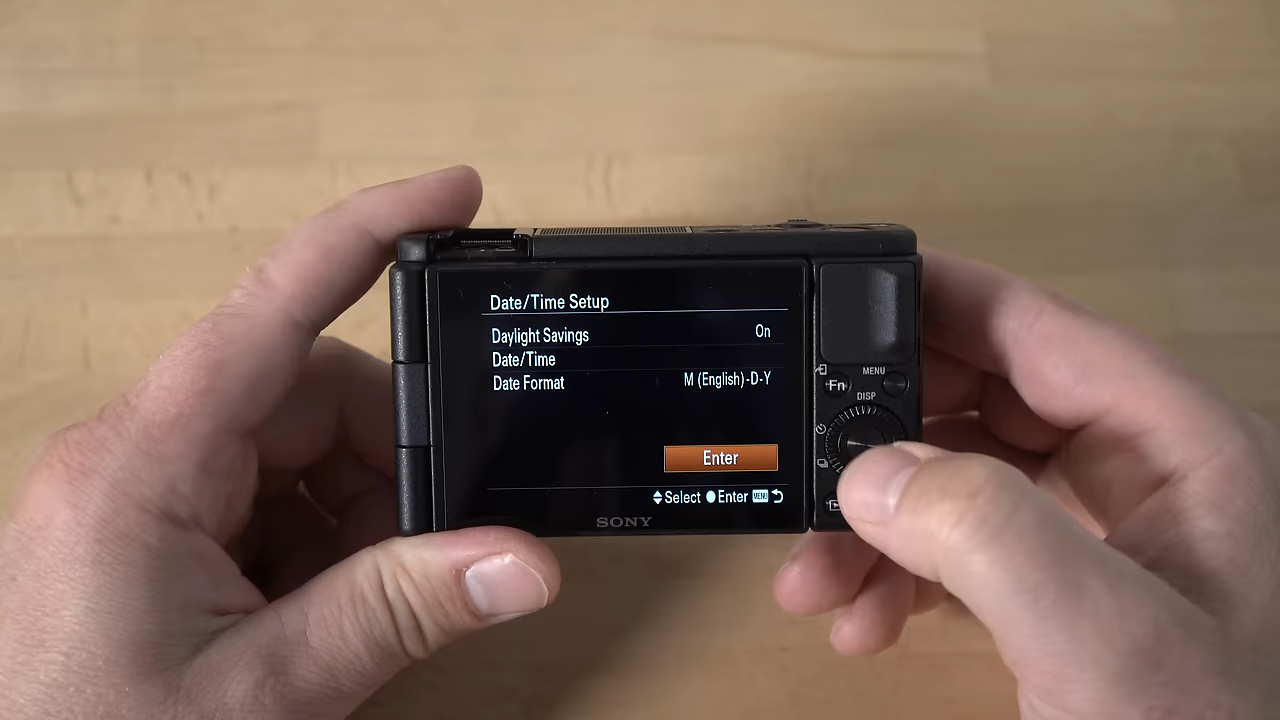 Date/Time Setup
Daylight Savings On
Date/Time
Date Format M (English)-D-Y
Enter
Select Enter MENU
SONY
MENU
Fn
DISP